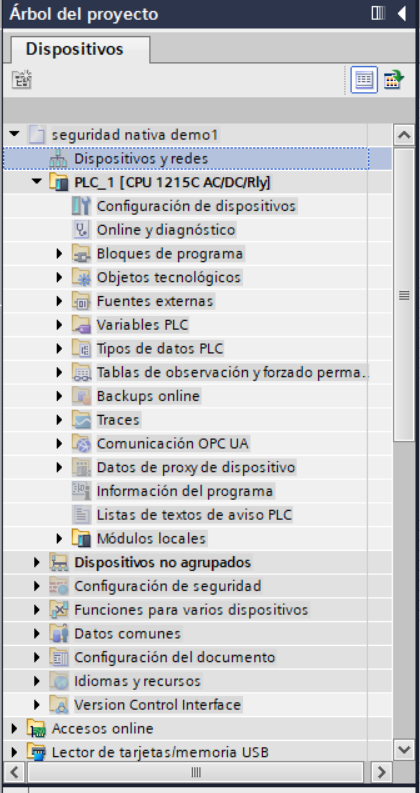 Árbol del proyecto
Dispositivos
seguridad nativa demo1
Dispositivos y redes
PLC_1 [CPU 1215C AC/DC/Rly]
Configuración de dispositivos
Online y diagnóstico
Bloques de programa
Objetos tecnológicos
Fuentes externas
Variables PLC
Tipos de datos PLC
Tablas de observación y forzado perma..
Backups online
Traces
Comunicación OPC UA
Datos de proxy de dispositivo
Información del programa
Listas de textos de aviso PLC
Módulos locales
Dispositivos no agrupados
Configuración de seguridad
Funciones para varios dispositivos
Datos comunes
Configuración del documento
Idiomas y recursos
Version Control Interface
Accesos online
Lector de tarjetas/memoria USB